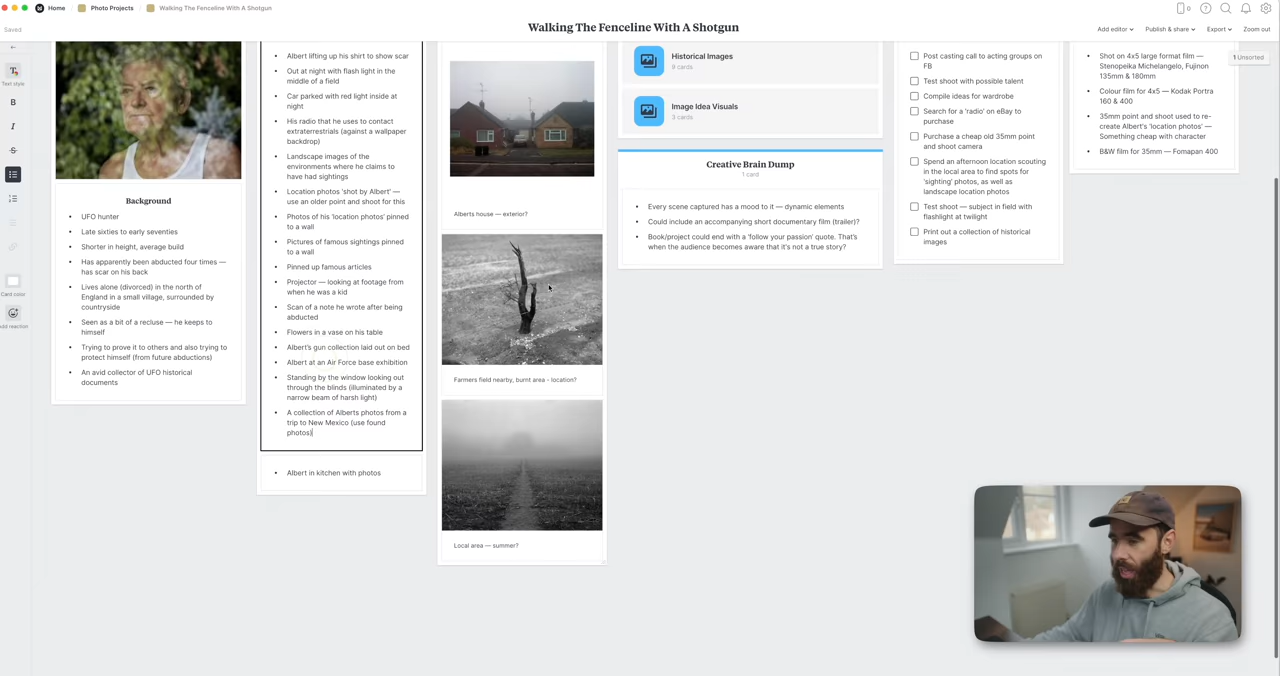 Home
Photo Projects
Walking The Fenceline With A Shotgun
0
Saved
Walking The Fenceline With A Shotgun
Add editor
Publish & share
Export
Zoom out
Text style
B
I
S
Card color
Add reaction
Background
UFO hunter
Late sixties to early seventies
Shorter in height, average build
Has apparently been abducted four times —
has scar on his back
Lives alone (divorced) in the north of
England in a small village, surrounded by
countryside
Seen as a bit of a recluse — he keeps to
himself
Trying to prove it to others and also trying to
protect himself (from future abductions)
An avid collector of UFO historical
documents
Albert lifting up his shirt to show scar
Out at night with flash light in the
middle of a field
Car parked with red light inside at
night
His radio that he uses to contact
extraterrestrials (against a wallpaper
backdrop)
Landscape images of the
environments where he claims to
have had sightings
Location photos 'shot by Albert' —
use an older point and shoot for this
Photos of his 'location photos' pinned
to a wall
Pictures of famous sightings pinned
to a wall
Pinned up famous articles
Projector — looking at footage from
when he was a kid
Scan of a note he wrote after being
abducted
Flowers in a vase on his table
Albert's gun collection laid out on bed
Albert at an Air Force base exhibition
Standing by the window looking out
through the blinds (illuminated by a
narrow beam of harsh light)
A collection of Alberts photos from a
trip to New Mexico (use found
photos)
Albert in kitchen with photos
Alberts house — exterior?
Farmers field nearby, burnt area - location?
Local area — summer?
Historical Images
9 cards
Image Idea Visuals
3 cards
Creative Brain Dump
1 card
Every scene captured has a mood to it — dynamic elements
Could include an accompanying short documentary film (trailer)?
Book/project could end with a 'follow your passion' quote. That's
when the audience becomes aware that it's not a true story?
Post casting call to acting groups on
FB
Test shoot with possible talent
Compile ideas for wardrobe
Search for a 'radio' on eBay to
purchase
Purchase a cheap old 35mm point
and shoot camera
Spend an afternoon location scouting
in the local area to find spots for
'sighting' photos, as well as
landscape location photos
Test shoot — subject in field with
flashlight at twilight
Print out a collection of historical
images
Shot on 4x5 large format film —
Stenopeika Michelangelo, Fujinon
135mm & 180mm
Colour film for 4x5 — Kodak Portra
160 & 400
35mm point and shoot used to re-
create Albert's 'location photos' —
Something cheap with character
B&W film for 35mm — Fomapan 400
1 Unsorted